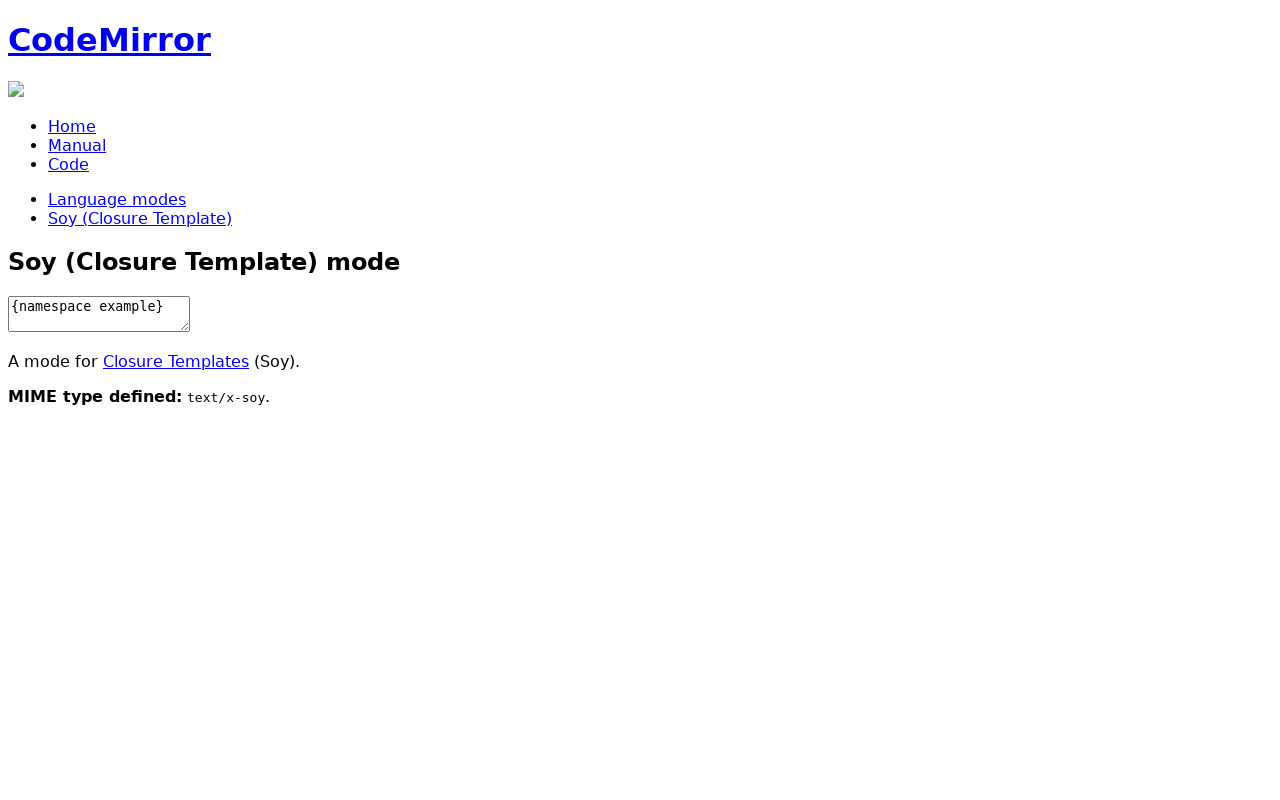 CodeMirror
Home
Manual
Code
Language modes
Soy (Closure Template)
Soy (Closure Template) mode
{namespace example}
A mode for Closure Templates (Soy).
MIME type defined: text/x-soy.